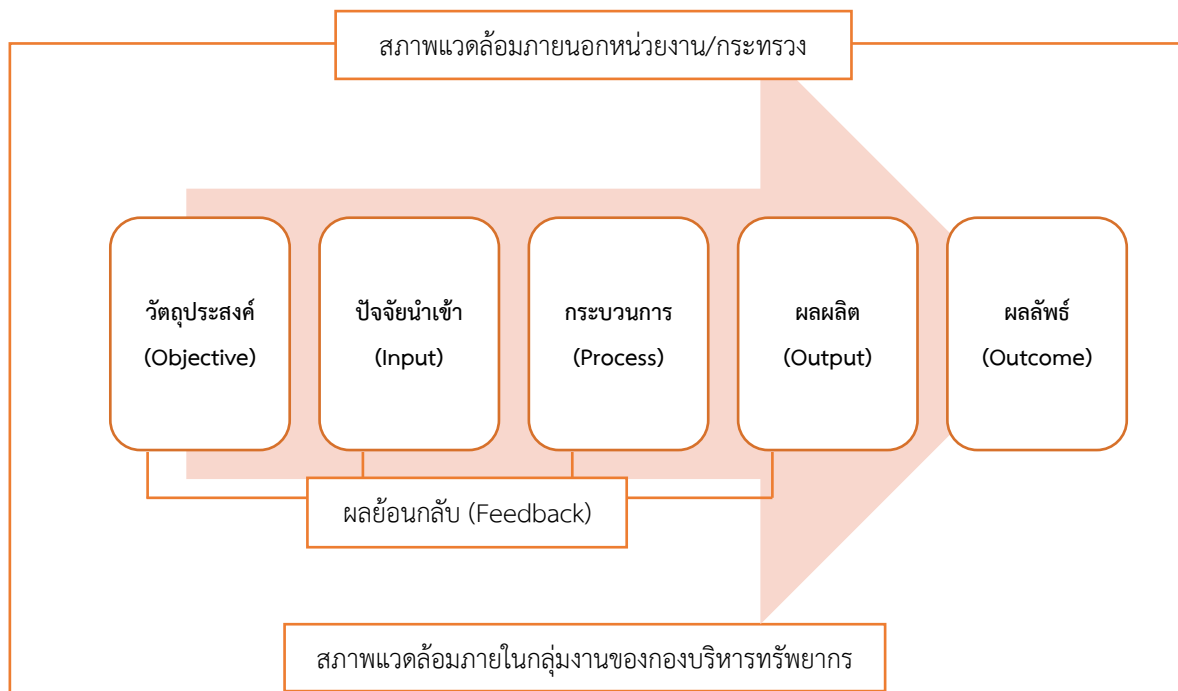 สภาพแวดล้อมภายนอกหน่วยงาน/กระทรวง
วัตถุประสงค์
(Objective)
ปัจจัยนำเข้า
(Input)
กระบวนการ
(Process)
ผลผลิต
(Output)
ผลลัพธ์
(Outcome)
ผลย้อนกลับ (Feedback)
สภาพแวดล้อมภายในกลุ่มงานของกองบริหารทรัพยากร